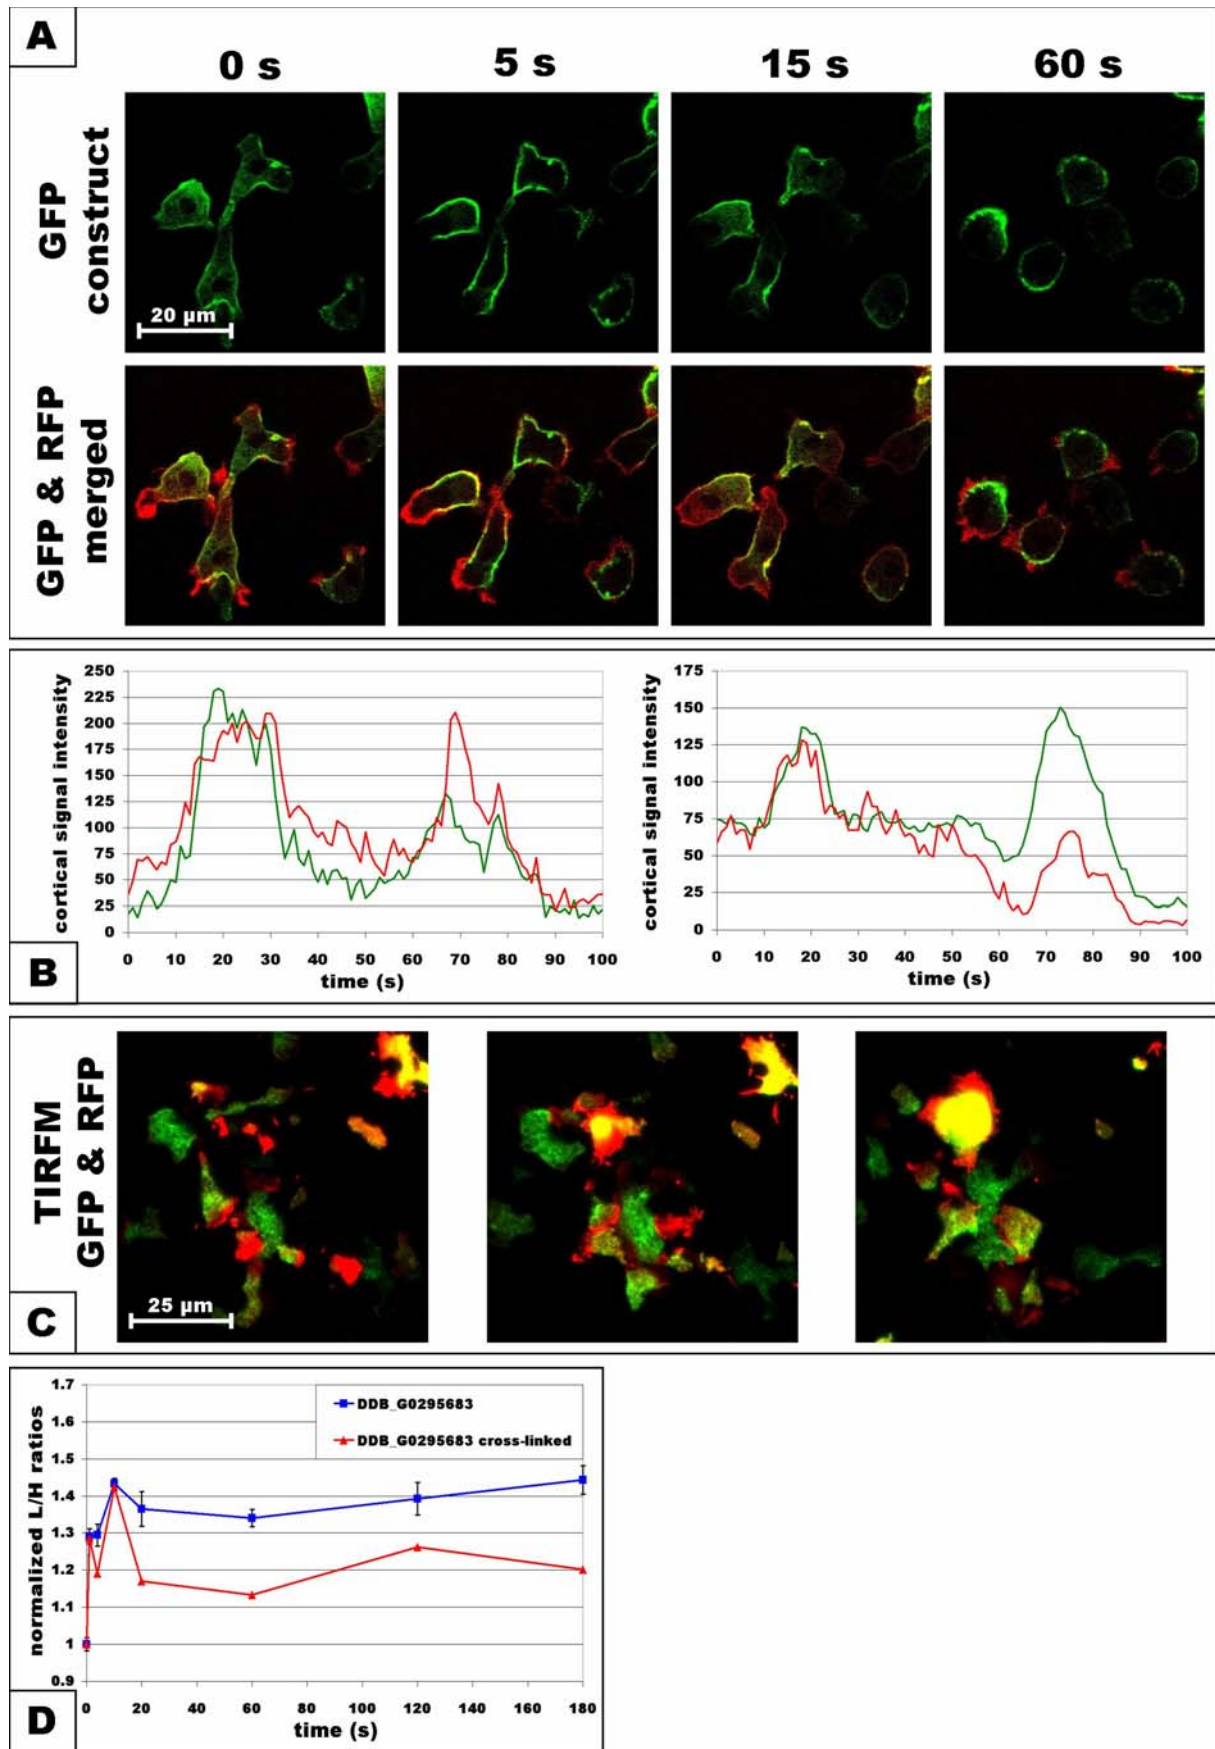 A
0 s
5 s
15 s
60 s
GFP
construct
20 µm
GFP & RFP
merged
cortical signal intensity
250
225
200
175
150
125
100
75
50
25
0
0 10 20 30 40 50 60 70 80 90 100
time (s)
cortical signal intensity
175
150
125
100
75
50
25
0
0 10 20 30 40 50 60 70 80 90 100
time (s)
B
TIRFM
GFP & RFP
25 µm
C
normalized L/H ratios
1.7
1.6
1.5
1.4
1.3
1.2
1.1
1
0.9
DDB_G0295683
DDB_G0295683 cross-linked
0 20 40 60 80 100 120 140 160 180
time (s)
D